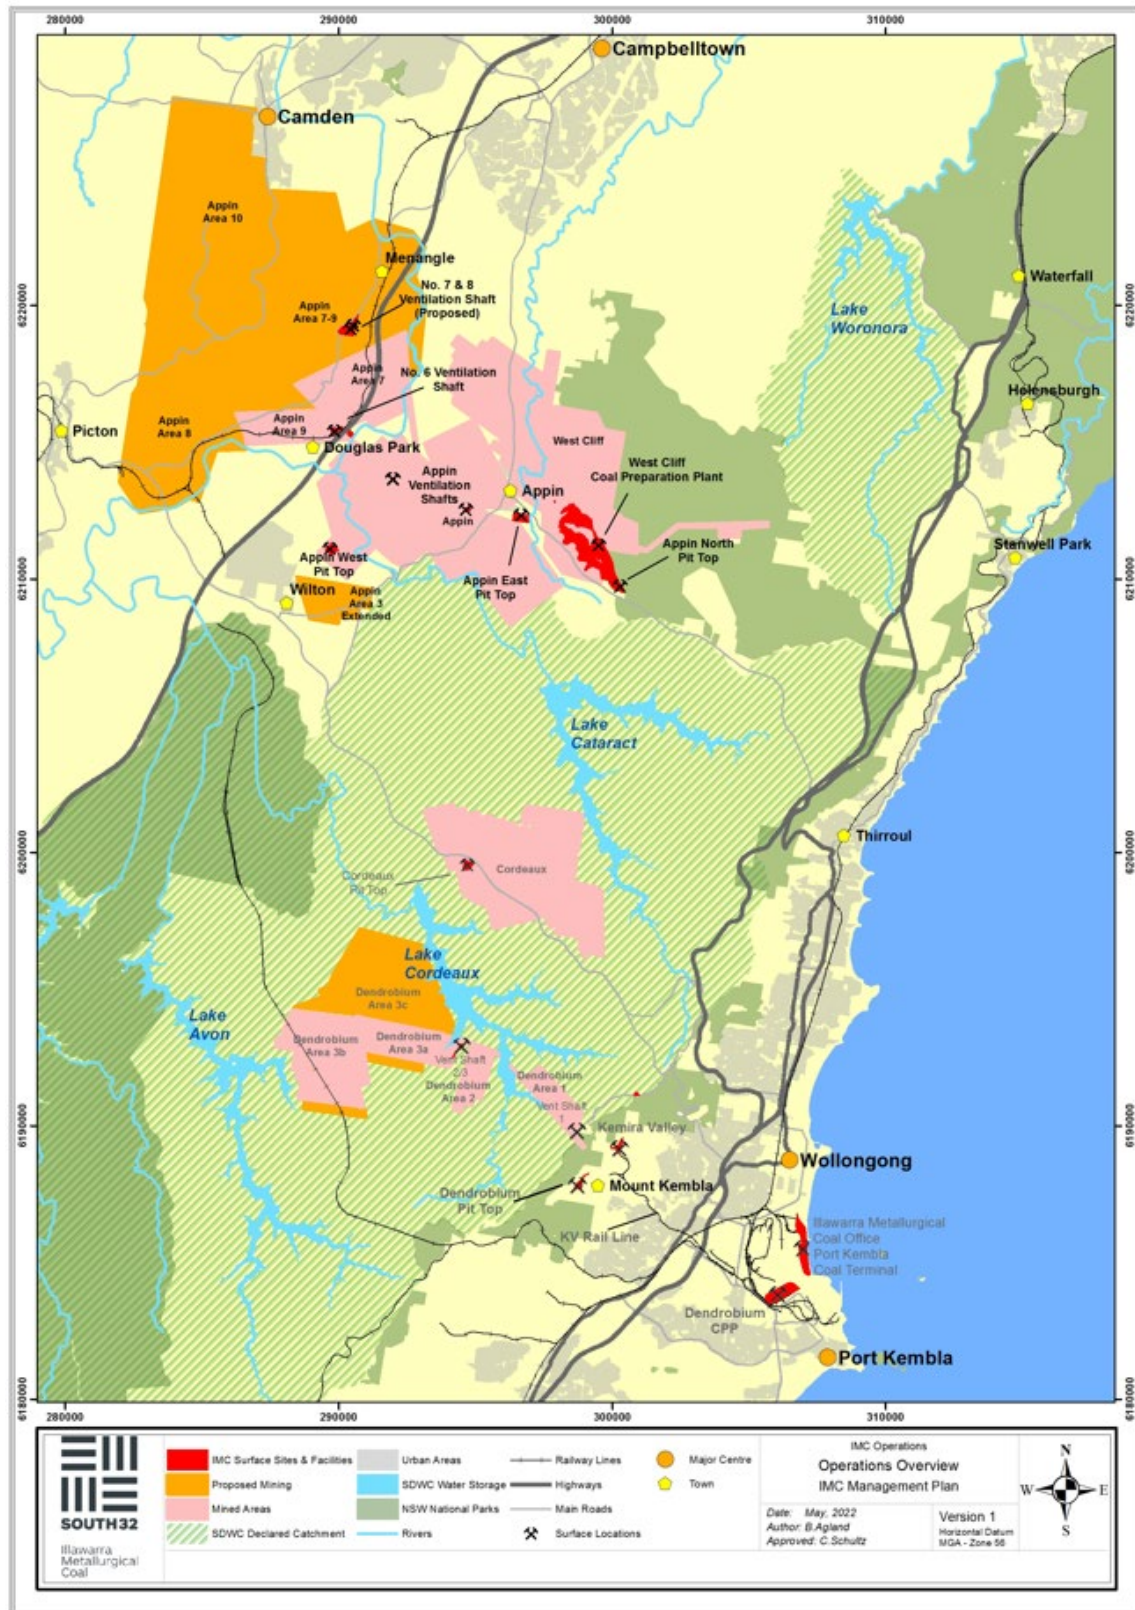 280000
290000
300000
310000
Campbelltown
Camden
Appin
Area 10
Menangle
No. 7 & 8
Ventilation Shaft
(Proposed)
Appin
Area 7-9
6220000
6220000
Waterfall
Lake
Woronora
Appin
Area 7
No. 6 Ventilation
Shaft
Helensburgh
Picton
Appin
Area 8
Appin
Area 9
Douglas Park
West Cliff
West Cliff
Coal Preparation Plant
Appin
Ventilation
Shafts
Appin
Appin
Appin North
Pit Top
Stanwell Park
Appin West
Pit Top
Appin East
Pit Top
6210000
6210000
Wilton
Appin
Area 3
Extended
Lake
Cataract
Thirroul
6200000
6200000
Cordeaux
Pit Top
Cordeaux
Lake
Cordeaux
Dendrobium
Area 3c
Lake
Avon
Dendrobium
Area 3b
Dendrobium
Area 3a
Vent Shaft
2/3
Dendrobium
Area 2
Dendrobium
Area 1
Vent Shaft
1
6190000
6190000
Kemira Valley
Wollongong
Mount Kembla
Dendrobium
Pit Top
KV Rail Line
Illawarra Metallurgical
Coal Office
Port Kembla
Coal Terminal
Dendrobium
CPP
Port Kembla
6180000
6180000
280000
290000
300000
310000
SOUTH32
Illawarra
Metallurgical
Coal
IMC Surface Sites & Facilities
Proposed Mining
Mined Areas
SDWC Declared Catchment
Urban Areas
SDWC Water Storage
NSW National Parks
Rivers
Railway Lines
Highways
Main Roads
Surface Locations
Major Centre
Town
IMC Operations
Operations Overview
IMC Management Plan
Date: May, 2022
Author: B.Agland
Approved: C.Schultz
Version 1
Horizontal Datum
MGA - Zone 56
N
W
E
S